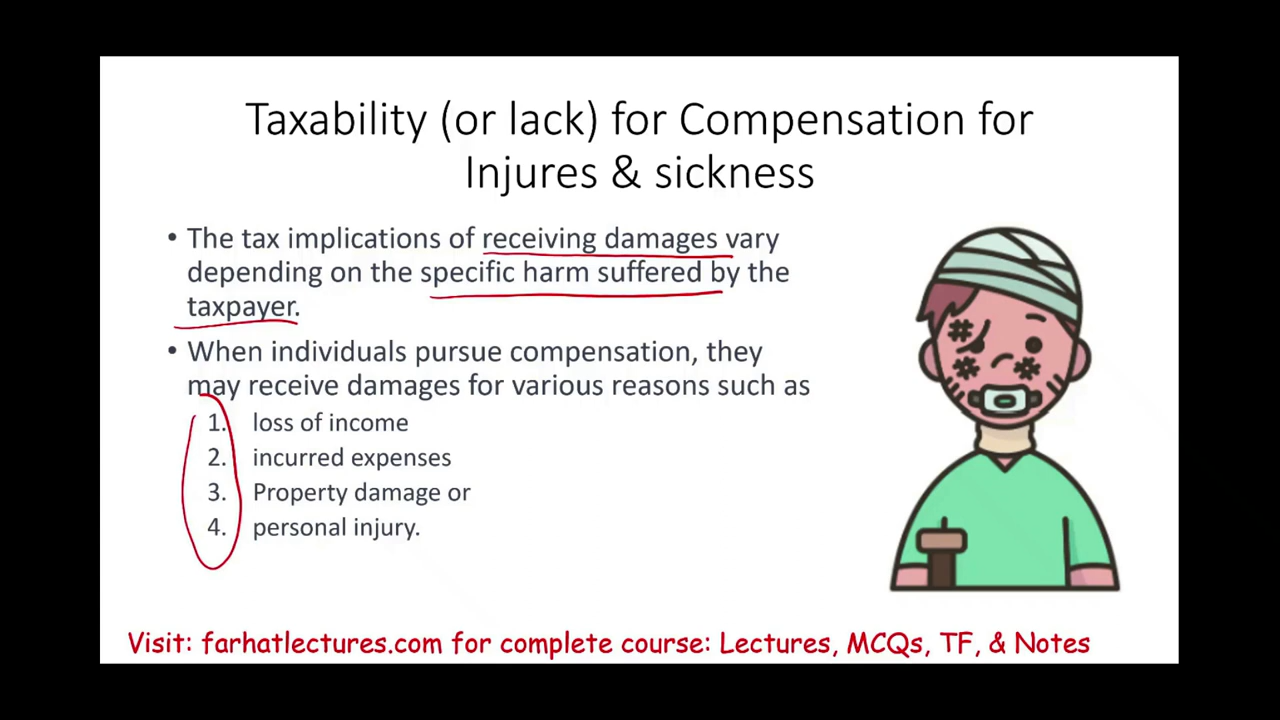 Taxability (or lack) for Compensation for
Injures & sickness
• The tax implications of receiving damages vary
depending on the specific harm suffered by the
taxpayer.
• When individuals pursue compensation, they
may receive damages for various reasons such as
1. loss of income
2. incurred expenses
3. Property damage or
4. personal injury.
Visit: farhatlectures.com for complete course: Lectures, MCQs, TF, & Notes